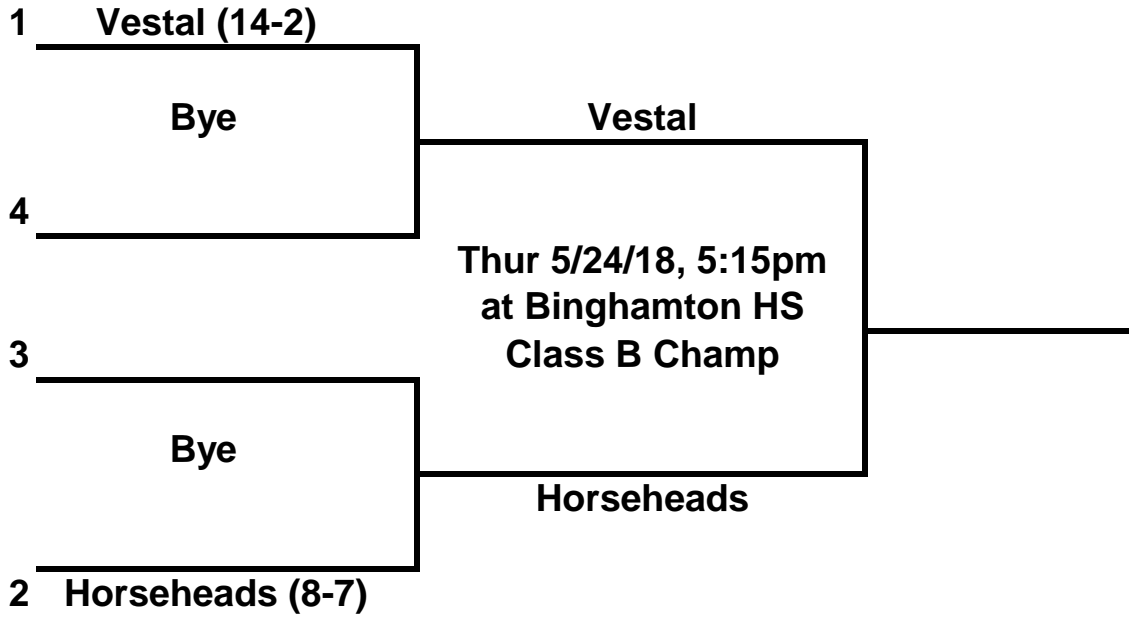 1 Vestal (14-2)
Bye
Vestal
4
Thur 5/24/18, 5:15pm
at Binghamton HS
Class B Champ
3
Bye
Horseheads
2 Horseheads (8-7)